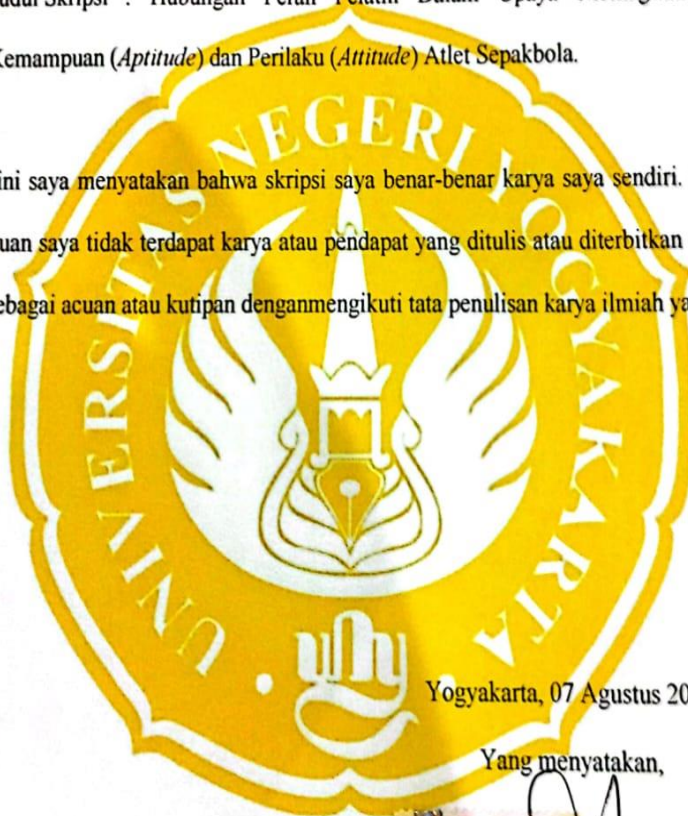 Kemampuan (Aptitude) dan Perilaku (Attitude) Atlet Sepakbola.
ini saya menyatakan bahwa skripsi saya benar-benar karya saya sendiri.
uan saya tidak terdapat karya atau pendapat yang ditulis atau diterbitkan
ebagai acuan atau kutipan denganmengikuti tata penulisan karya ilmiah ya
UNIVERSITAS NEGERI YOGYAKARTA
uny
Yogyakarta, 07 Agustus 20
Yang menyatakan,